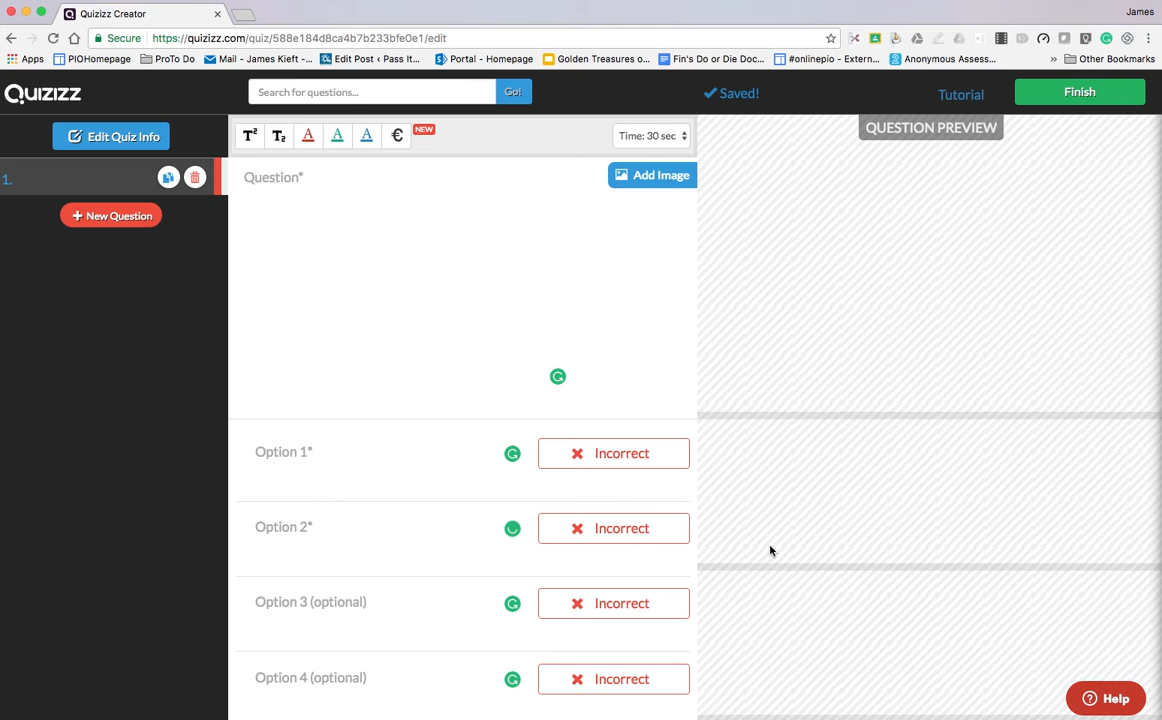 Quizizz Creator
James
Secure https://quizizz.com/quiz/588e184d8ca4b7b233bfe0e1/edit
Apps PIOHomepage ProTo Do Mail - James Kieft -... Edit Post ‹ Pass It... Portal - Homepage Golden Treasures o... Fin's Do or Die Doc... #onlinepio - Extern... Anonymous Assess... » Other Bookmarks
Quizizz
Search for questions...
Go!
Saved!
Tutorial
Finish
Edit Quiz Info
T² T₂ A A A € NEW
Time: 30 sec
QUESTION PREVIEW
1.
Question*
Add Image
+ New Question
Option 1*
Incorrect
Option 2*
Incorrect
Option 3 (optional)
Incorrect
Option 4 (optional)
Incorrect
Help